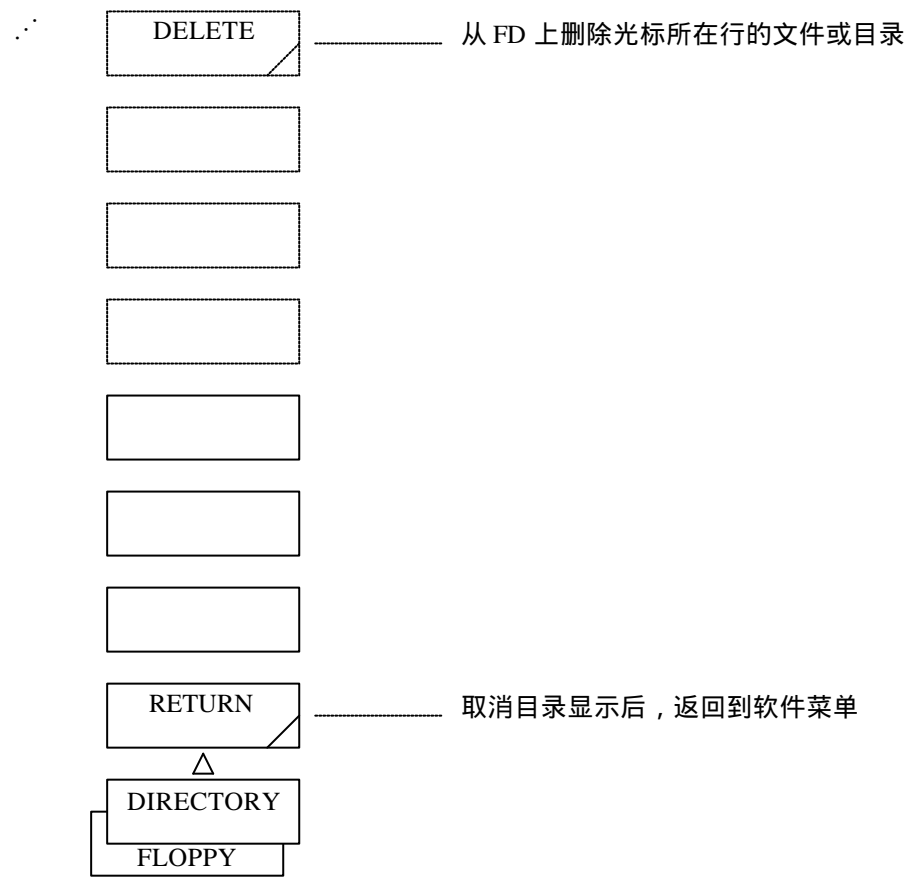 DELETE
从 FD 上删除光标所在行的文件或目录
RETURN
取消目录显示后，返回到软件菜单
DIRECTORY
FLOPPY